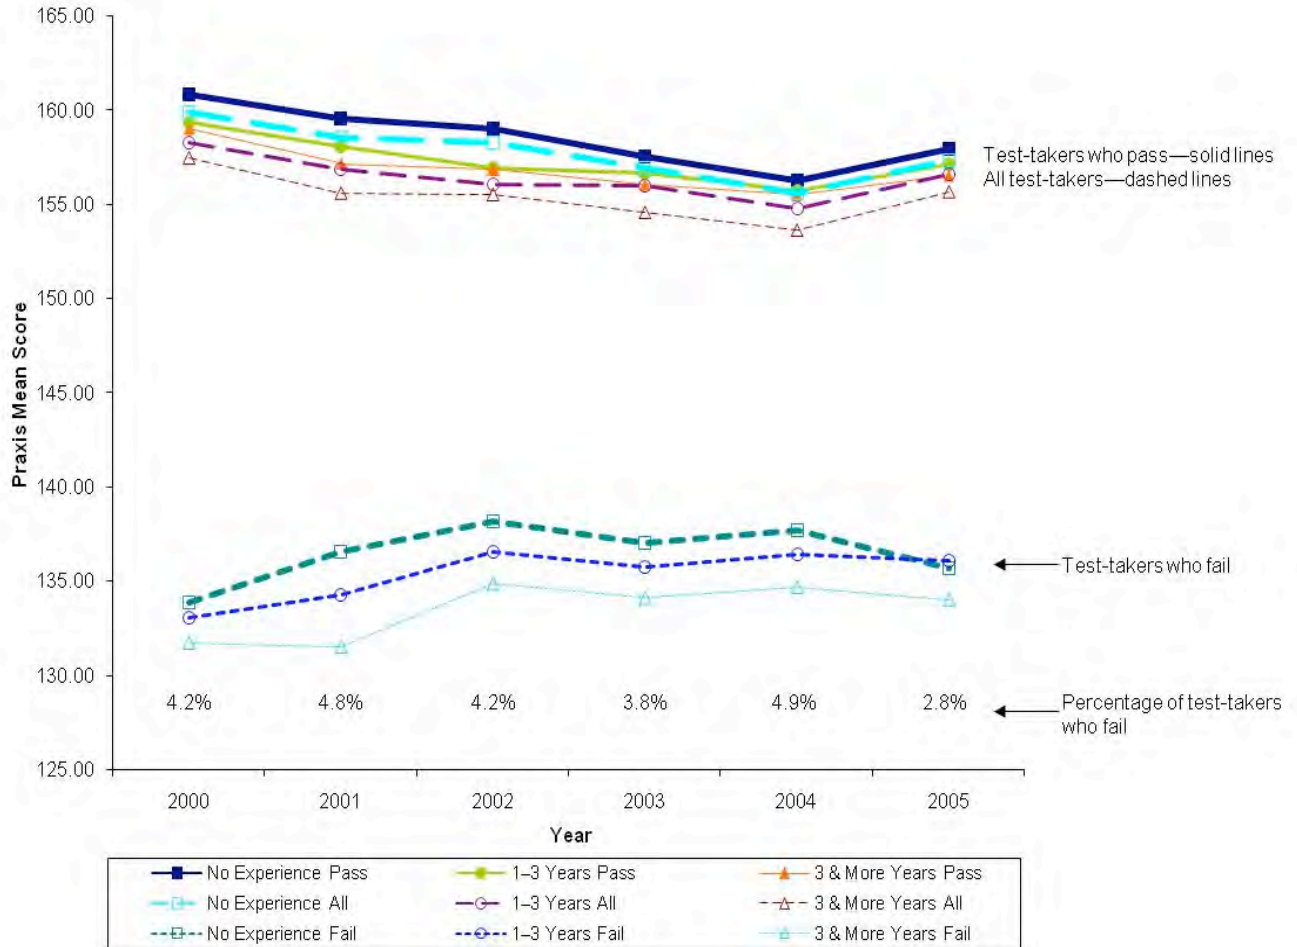 165.00
160.00
155.00
150.00
145.00
140.00
135.00
130.00
125.00
Praxis Mean Score
Test-takers who pass—solid lines
All test-takers—dashed lines
Test-takers who fail
4.2% 4.8% 4.2% 3.8% 4.9% 2.8%
Percentage of test-takers
who fail
2000 2001 2002 2003 2004 2005
Year
No Experience Pass 1–3 Years Pass 3 & More Years Pass
No Experience All 1–3 Years All 3 & More Years All
No Experience Fail 1–3 Years Fail 3 & More Years Fail